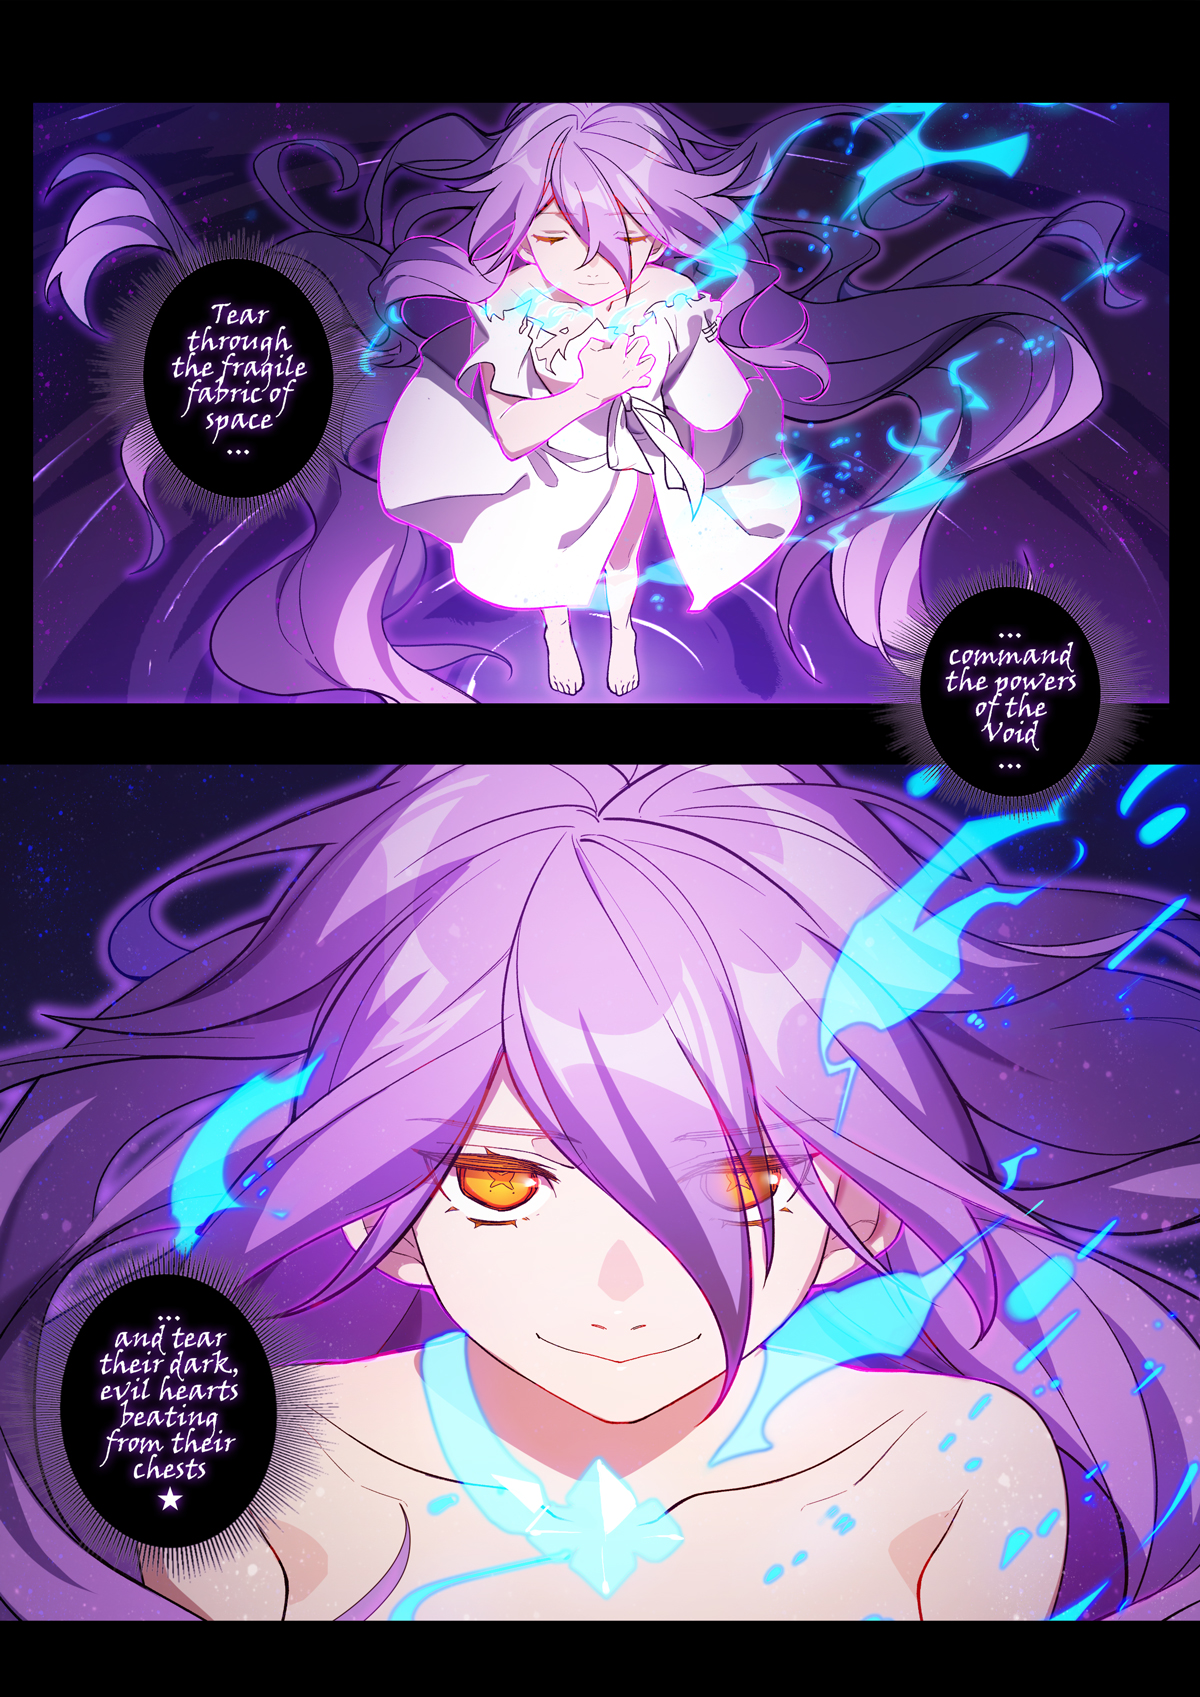 Tear
through
the fragile
fabric of
space
...
...
command
the powers
of the
Void
...
...
and tear
their dark,
evil hearts
beating
from their
chests
★